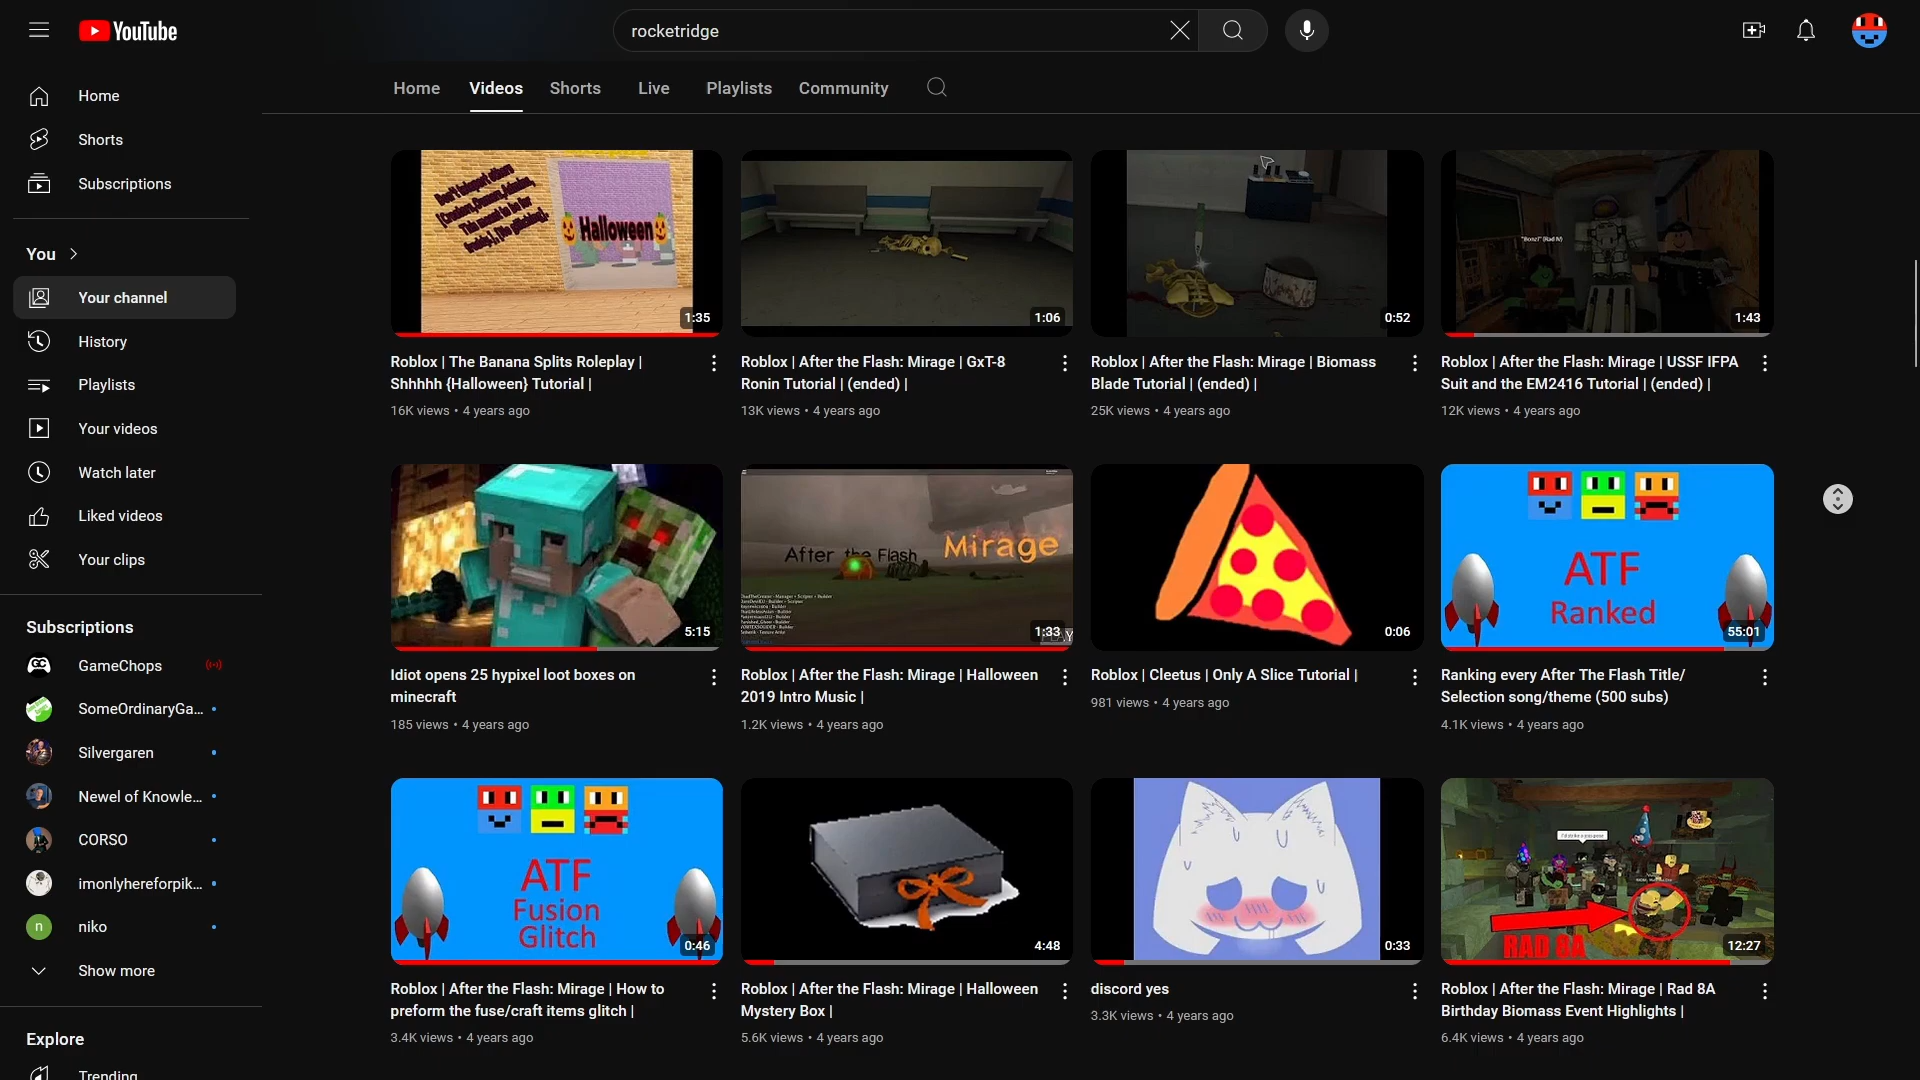 YouTube
rocketridge
Home
Videos
Shorts
Live
Playlists
Community
Home
Shorts
Subscriptions
You
Your channel
History
Playlists
Your videos
Watch later
Liked videos
Your clips
Subscriptions
GameChops
SomeOrdinaryGa...
Silvergaren
Newel of Knowle...
CORSO
imonlyhereforpik...
n
niko
Show more
Explore
Trending
Halloween
1:35
Roblox | The Banana Splits Roleplay |
Shhhhh {Halloween} Tutorial |
16K views • 4 years ago
1:06
Roblox | After the Flash: Mirage | GxT-8
Ronin Tutorial | (ended) |
13K views • 4 years ago
0:52
Roblox | After the Flash: Mirage | Biomass
Blade Tutorial | (ended) |
25K views • 4 years ago
1:43
Roblox | After the Flash: Mirage | USSF IFPA
Suit and the EM2416 Tutorial | (ended) |
12K views • 4 years ago
5:15
Idiot opens 25 hypixel loot boxes on
minecraft
185 views • 4 years ago
After the Flash Mirage
1:33
Roblox | After the Flash: Mirage | Halloween
2019 Intro Music |
1.2K views • 4 years ago
0:06
Roblox | Cleetus | Only A Slice Tutorial |
981 views • 4 years ago
ATF
Ranked
55:01
Ranking every After The Flash Title/
Selection song/theme (500 subs)
4.1K views • 4 years ago
ATF
Fusion
Glitch
0:46
Roblox | After the Flash: Mirage | How to
preform the fuse/craft items glitch |
3.4K views • 4 years ago
4:48
Roblox | After the Flash: Mirage | Halloween
Mystery Box |
5.6K views • 4 years ago
0:33
discord yes
3.3K views • 4 years ago
RAD 8A
12:27
Roblox | After the Flash: Mirage | Rad 8A
Birthday Biomass Event Highlights |
6.4K views • 4 years ago